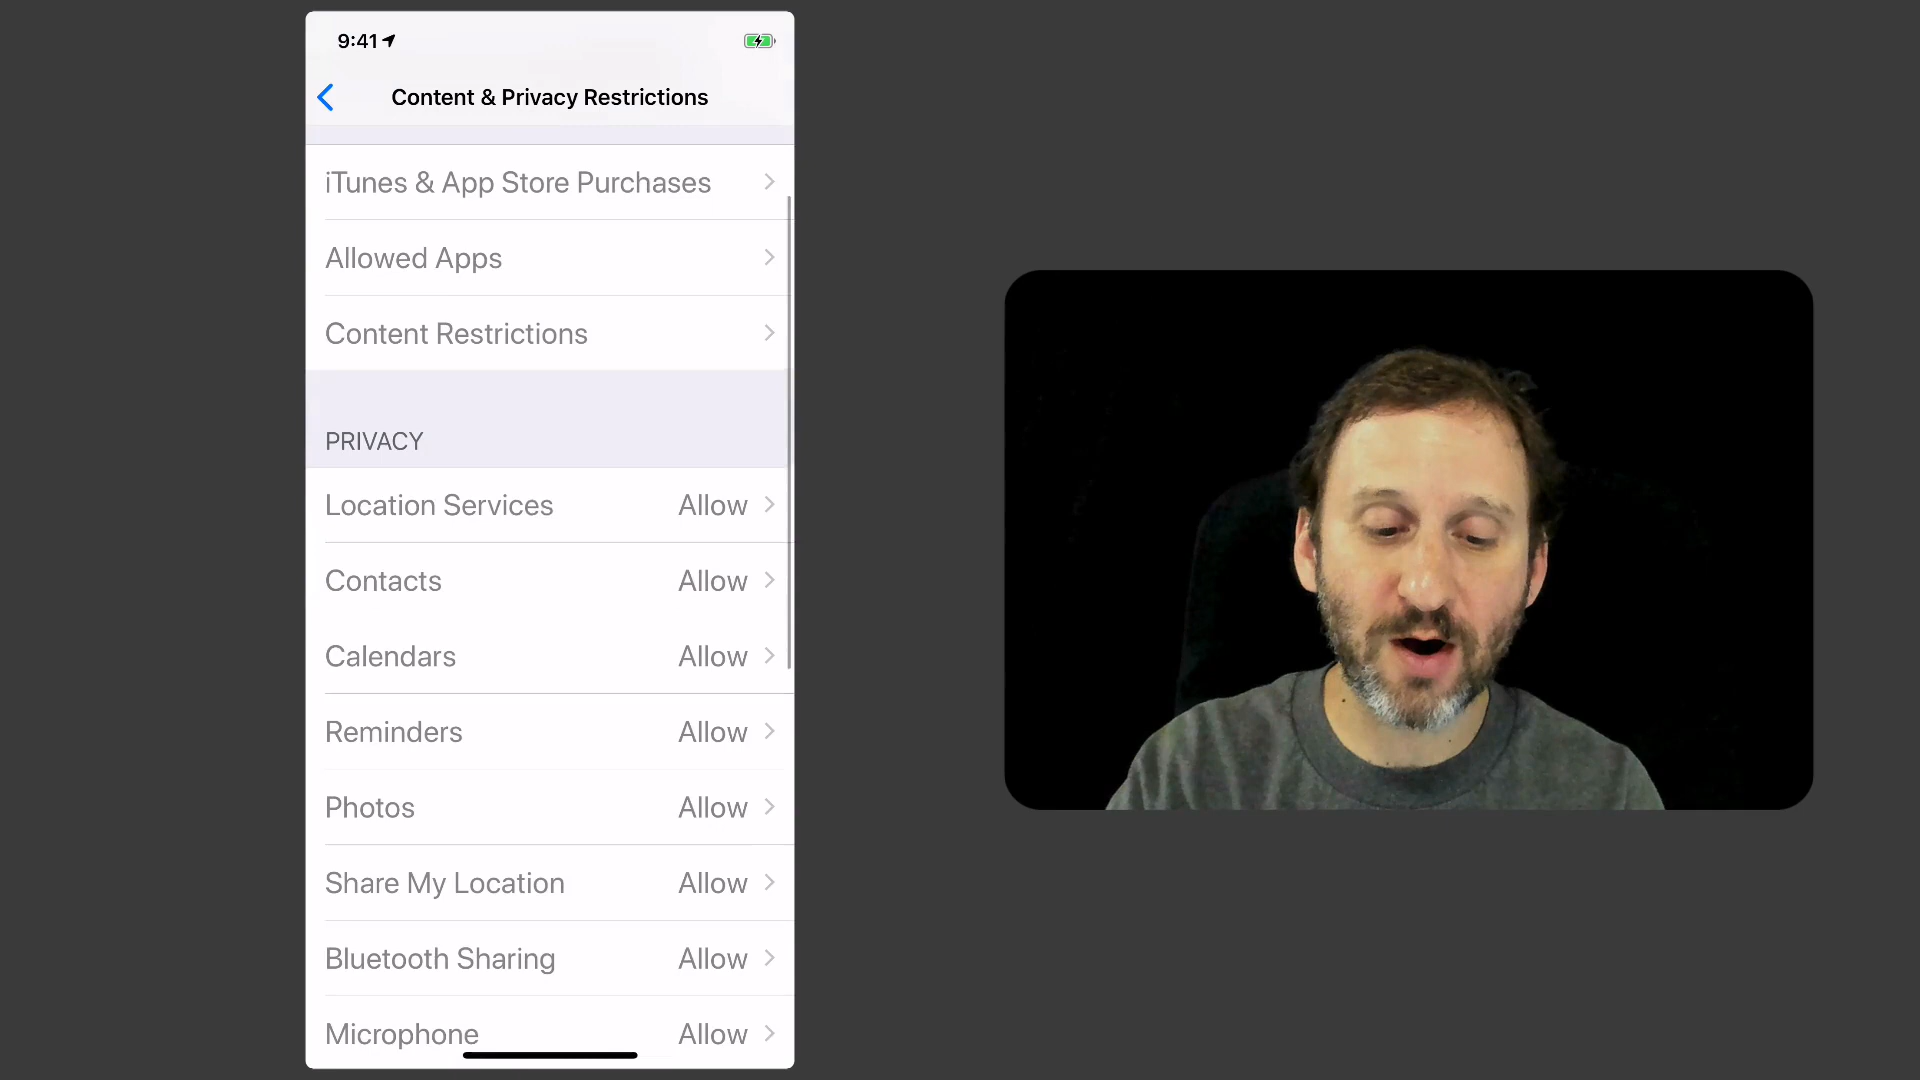 9:41
Content & Privacy Restrictions
iTunes & App Store Purchases
Allowed Apps
Content Restrictions
PRIVACY
Location Services Allow
Contacts Allow
Calendars Allow
Reminders Allow
Photos Allow
Share My Location Allow
Bluetooth Sharing Allow
Microphone Allow